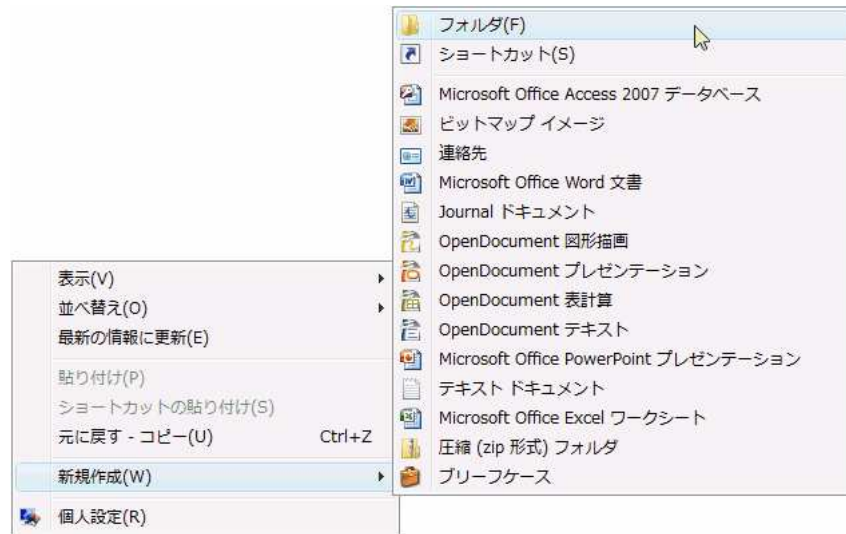 フォルダ(F)
ショートカット(S)
Microsoft Office Access 2007 データベース
ビットマップ イメージ
連絡先
Microsoft Office Word 文書
Journal ドキュメント
OpenDocument 図形描画
OpenDocument プレゼンテーション
OpenDocument 表計算
OpenDocument テキスト
Microsoft Office PowerPoint プレゼンテーション
テキスト ドキュメント
Microsoft Office Excel ワークシート
圧縮 (zip 形式) フォルダ
ブリーフケース
表示(V)
並べ替え(O)
最新の情報に更新(E)
貼り付け(P)
ショートカットの貼り付け(S)
元に戻す - コピー(U) Ctrl+Z
新規作成(W)
個人設定(R)